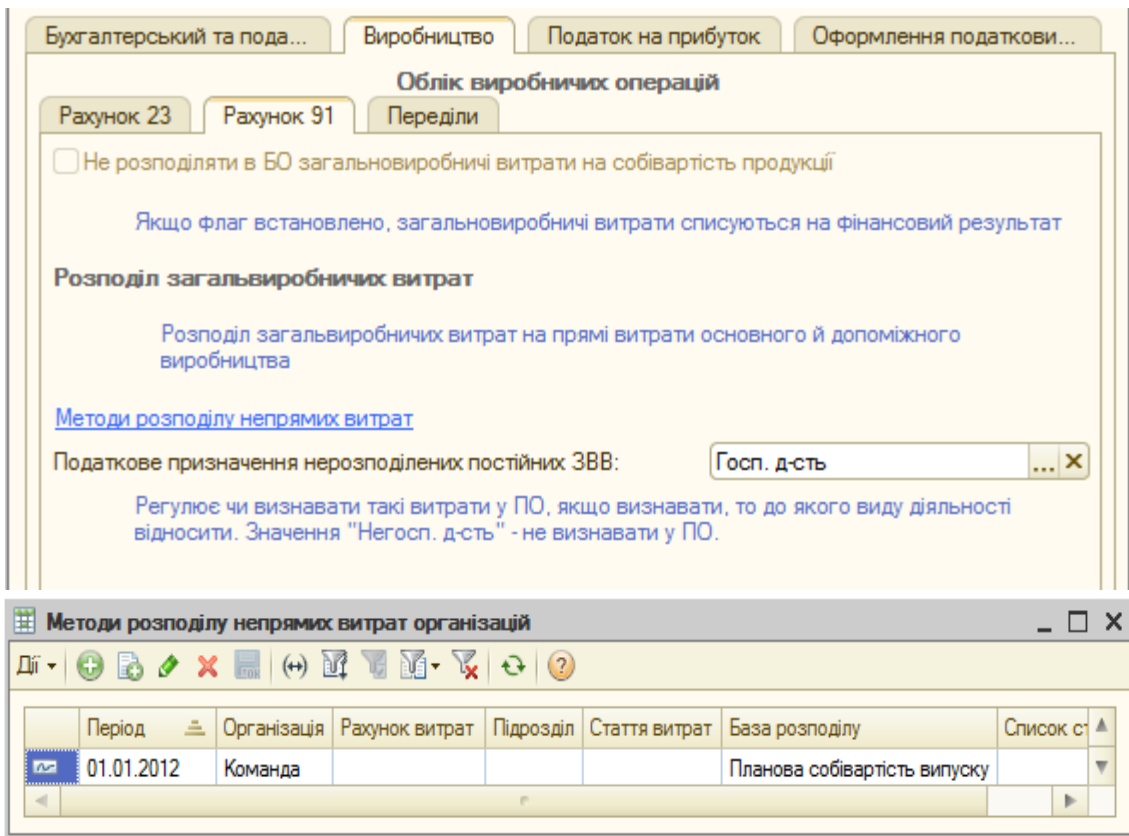 Бухгалтерський та пода... Виробництво Податок на прибуток Оформлення податкови...
Облік виробничих операцій
Рахунок 23 Рахунок 91 Переділи
Не розподіляти в БО загальновиробничі витрати на собівартість продукції
Якщо флаг встановлено, загальновиробничі витрати списуються на фінансовий результат
Розподіл загальвиробничих витрат
Розподіл загальвиробничих витрат на прямі витрати основного й допоміжного
виробництва
Методи розподілу непрямих витрат
Податкове призначення нерозподілених постійних ЗВВ: Госп. д-сть ...
Регулює чи визнавати такі витрати у ПО, якщо визнавати, то до якого виду діяльності
відносити. Значення "Негосп. д-сть" - не визнавати у ПО.
Методи розподілу непрямих витрат організацій
Дії
Період Організація Рахунок витрат Підрозділ Стаття витрат База розподілу Список ст
01.01.2012 Команда Планова собівартість випуску